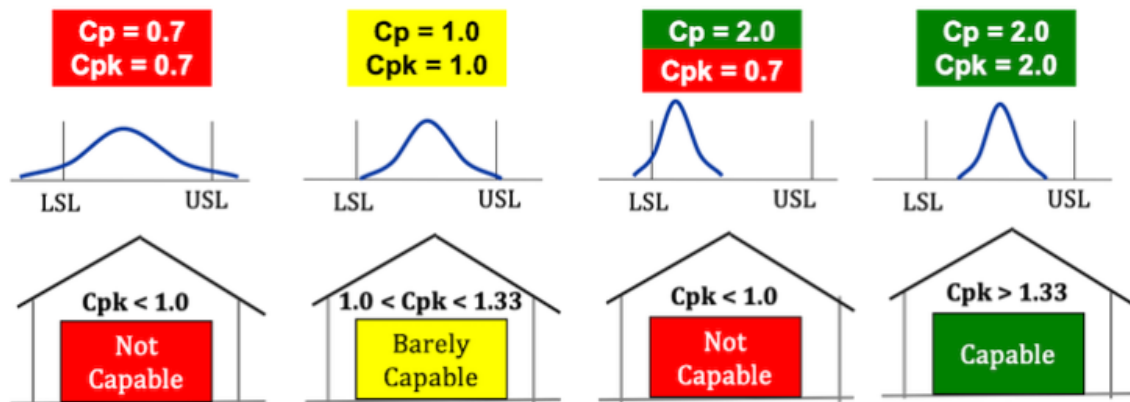 Cp = 0.7
Cpk = 0.7
Cp = 1.0
Cpk = 1.0
Cp = 2.0
Cpk = 0.7
Cp = 2.0
Cpk = 2.0
LSL
USL
LSL
USL
LSL
USL
LSL
USL
Cpk < 1.0
1.0 < Cpk < 1.33
Cpk < 1.0
Cpk > 1.33
Not
Capable
Barely
Capable
Not
Capable
Capable